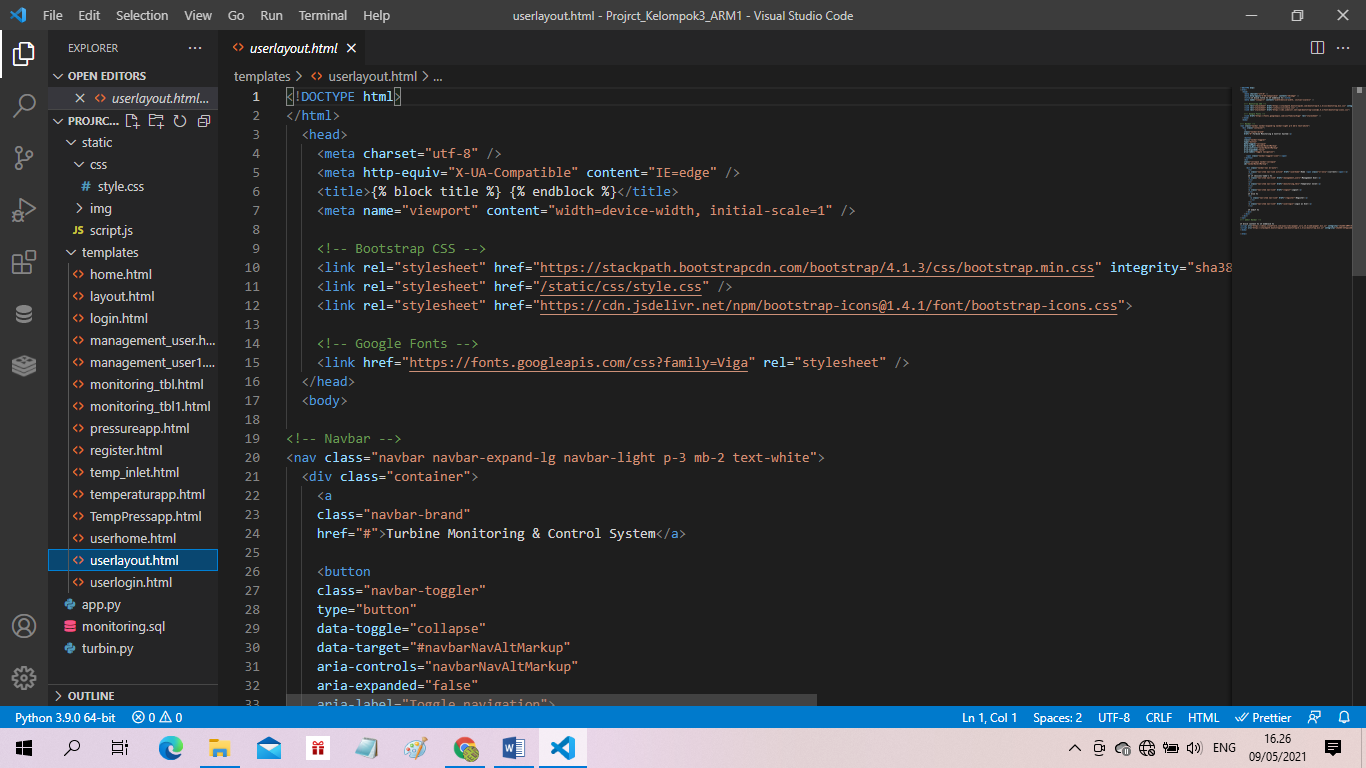 File Edit Selection View Go Run Terminal Help
userlayout.html - Projrct_Kelompok3_ARM1 - Visual Studio Code
EXPLORER
OPEN EDITORS
userlayout.html...
PROJRC...
static
css
# style.css
img
JS script.js
templates
home.html
layout.html
login.html
management_user.h...
management_user1....
monitoring_tbl.html
monitoring_tbl1.html
pressureapp.html
register.html
temp_inlet.html
temperaturapp.html
TempPressapp.html
userhome.html
userlayout.html
userlogin.html
app.py
monitoring.sql
turbin.py
OUTLINE
userlayout.html
templates > userlayout.html > ...
1 <!DOCTYPE html>
2 </html>
3 <head>
4 <meta charset="utf-8" />
5 <meta http-equiv="X-UA-Compatible" content="IE=edge" />
6 <title>{% block title %} {% endblock %}</title>
7 <meta name="viewport" content="width=device-width, initial-scale=1" />
8
9 <!-- Bootstrap CSS -->
10 <link rel="stylesheet" href="https://stackpath.bootstrapcdn.com/bootstrap/4.1.3/css/bootstrap.min.css" integrity="sha38
11 <link rel="stylesheet" href="/static/css/style.css" />
12 <link rel="stylesheet" href="https://cdn.jsdelivr.net/npm/bootstrap-icons@1.4.1/font/bootstrap-icons.css">
13
14 <!-- Google Fonts -->
15 <link href="https://fonts.googleapis.com/css?family=Viga" rel="stylesheet" />
16 </head>
17 <body>
18
19 <!-- Navbar -->
20 <nav class="navbar navbar-expand-lg navbar-light p-3 mb-2 text-white">
21 <div class="container">
22 <a
23 class="navbar-brand"
24 href="#">Turbine Monitoring & Control System</a>
25
26 <button
27 class="navbar-toggler"
28 type="button"
29 data-toggle="collapse"
30 data-target="#navbarNavAltMarkup"
31 aria-controls="navbarNavAltMarkup"
32 aria-expanded="false"
33 aria-label="Toggle navigation">
Python 3.9.0 64-bit 0 0
Ln 1, Col 1 Spaces: 2 UTF-8 CRLF HTML Prettier
ENG
16.26
09/05/2021